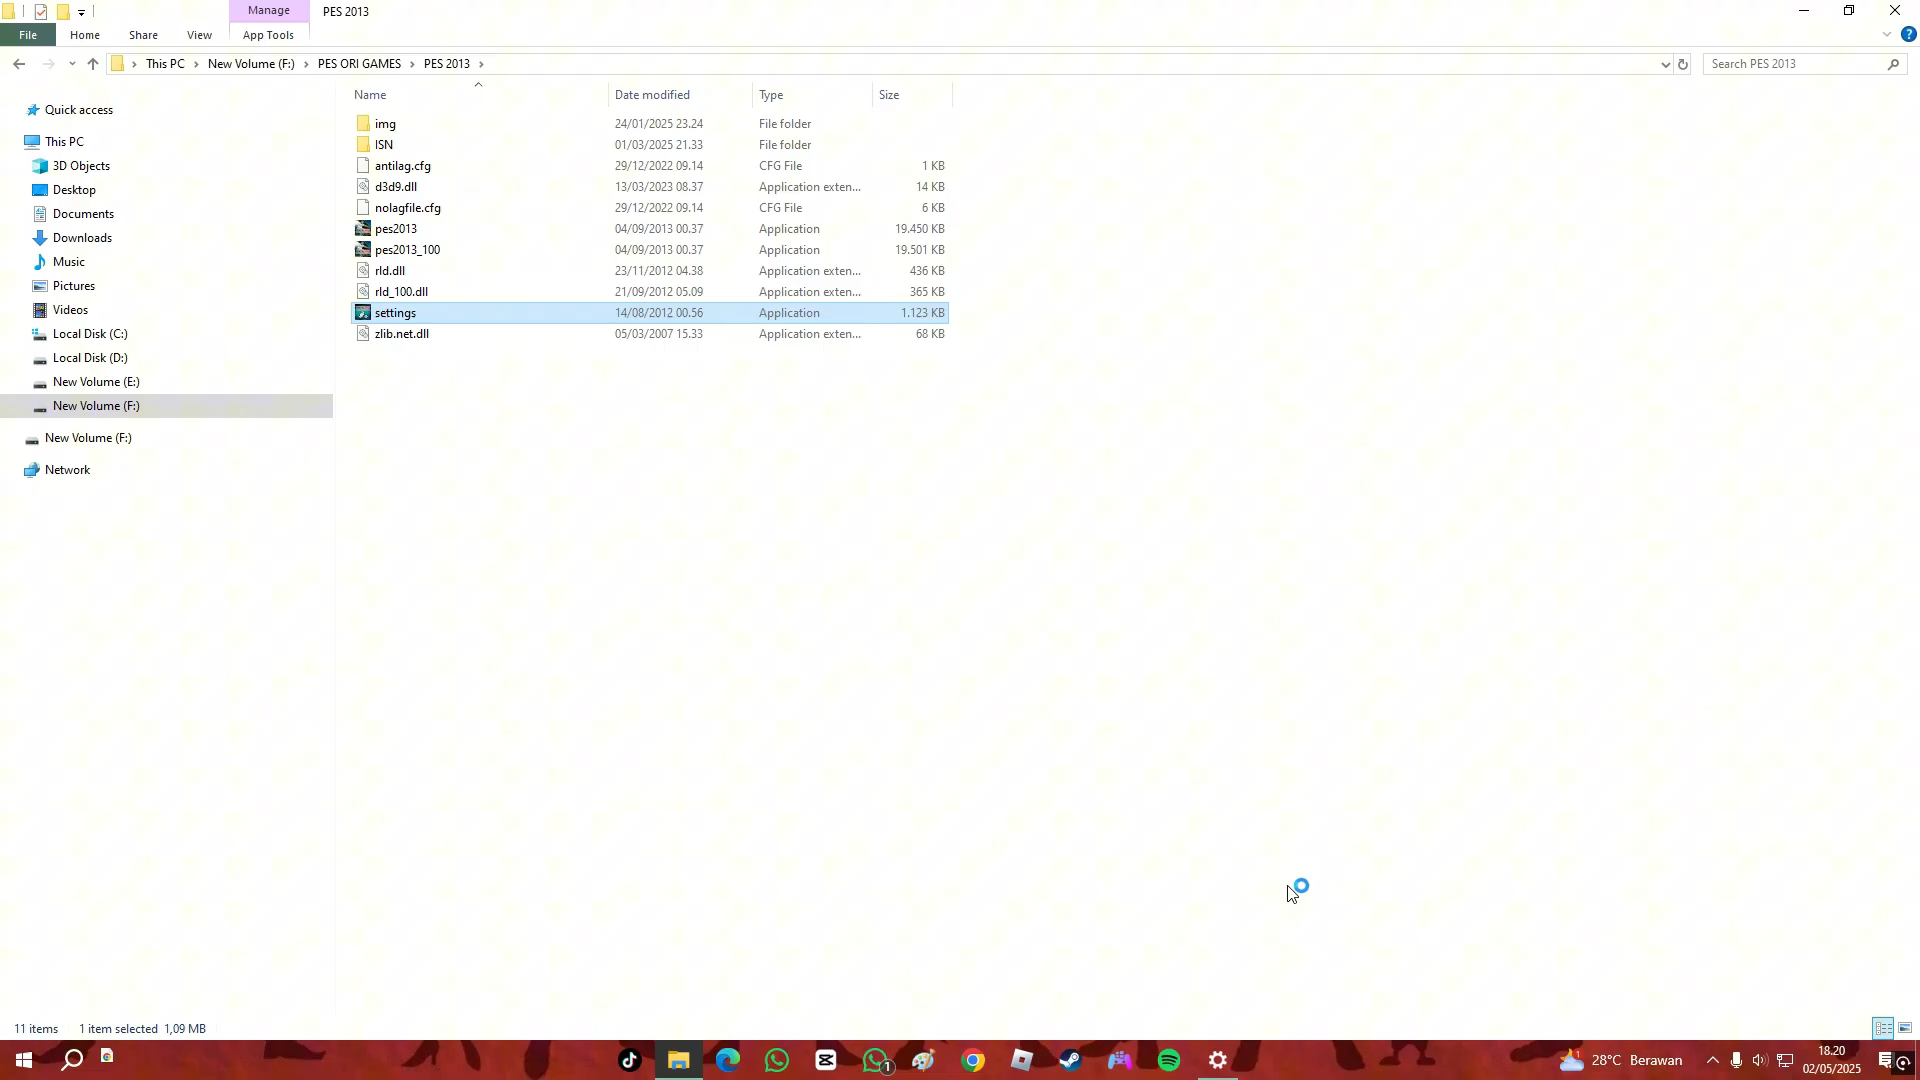 Manage PES 2013
File Home Share View App Tools
This PC New Volume (F:) PES ORI GAMES PES 2013
Search PES 2013
Name Date modified Type Size
Quick access
This PC
3D Objects
Desktop
Documents
Downloads
Music
Pictures
Videos
Local Disk (C:)
Local Disk (D:)
New Volume (E:)
New Volume (F:)
New Volume (F:)
Network
img 24/01/2025 23.24 File folder
ISN 01/03/2025 21.33 File folder
antilag.cfg 29/12/2022 09.14 CFG File 1 KB
d3d9.dll 13/03/2023 08.37 Application exten... 14 KB
nolagfile.cfg 29/12/2022 09.14 CFG File 6 KB
pes2013 04/09/2013 00.37 Application 19.450 KB
pes2013_100 04/09/2013 00.37 Application 19.501 KB
rld.dll 23/11/2012 04.38 Application exten... 436 KB
rld_100.dll 21/09/2012 05.09 Application exten... 365 KB
settings 14/08/2012 00.56 Application 1.123 KB
zlib.net.dll 05/03/2007 15.33 Application exten... 68 KB
11 items 1 item selected 1,09 MB
1
28°C Berawan
18.20
02/05/2025